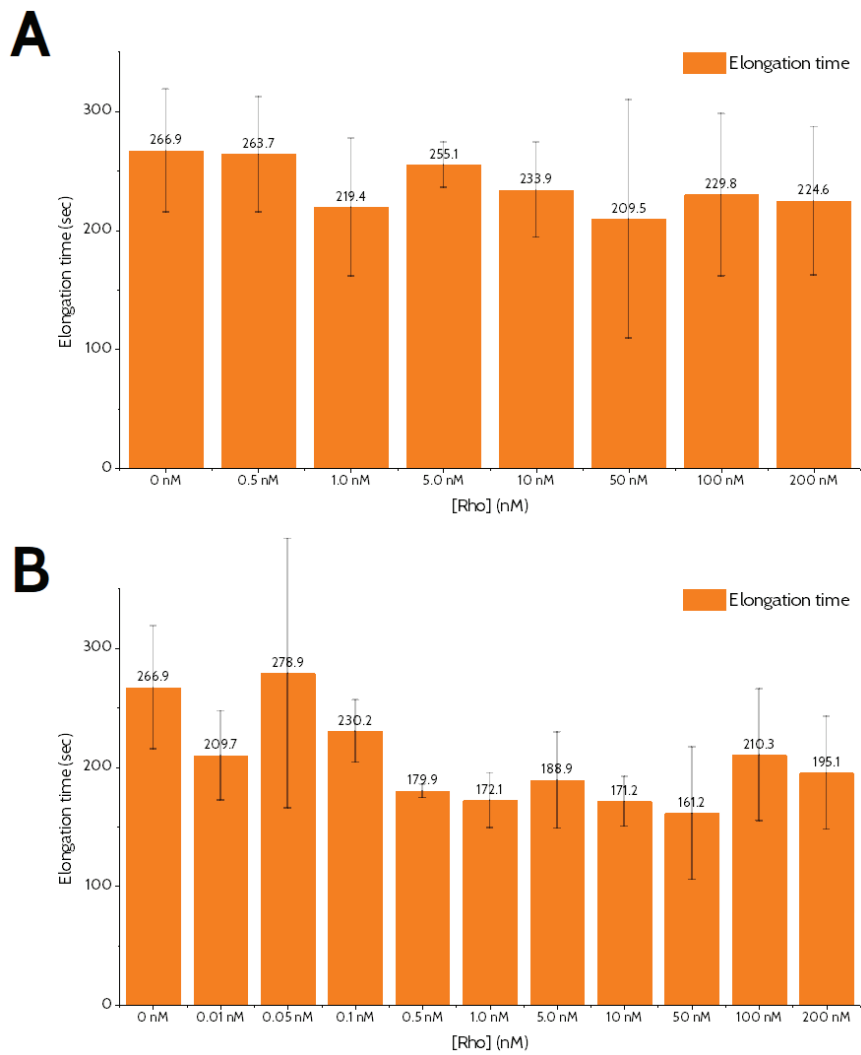 A
Elongation time
300
200
100
0
Elongation time (sec)
266.9
263.7
219.4
255.1
233.9
209.5
229.8
224.6
0 nM
0.5 nM
1.0 nM
5.0 nM
10 nM
50 nM
100 nM
200 nM
[Rho] (nM)
B
Elongation time
300
200
100
0
Elongation time (sec)
266.9
209.7
278.9
230.2
179.9
172.1
188.9
171.2
161.2
210.3
195.1
0 nM
0.01 nM
0.05 nM
0.1 nM
0.5 nM
1.0 nM
5.0 nM
10 nM
50 nM
100 nM
200 nM
[Rho] (nM)